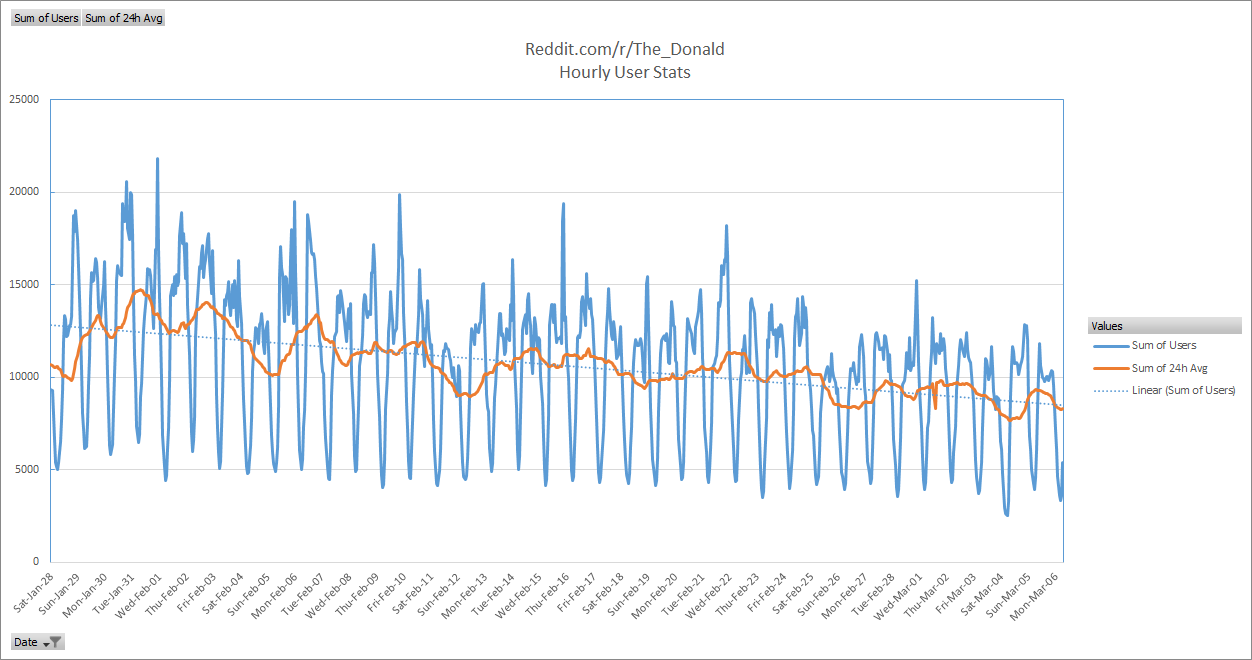 Sum of Users Sum of 24h Avg
Reddit.com/r/The_Donald
Hourly User Stats
25000
20000
15000
10000
5000
0
Sat-Jan-28
Sun-Jan-29
Mon-Jan-30
Tue-Jan-31
Wed-Feb-01
Thu-Feb-02
Fri-Feb-03
Sat-Feb-04
Sun-Feb-05
Mon-Feb-06
Tue-Feb-07
Wed-Feb-08
Thu-Feb-09
Fri-Feb-10
Sat-Feb-11
Sun-Feb-12
Mon-Feb-13
Tue-Feb-14
Wed-Feb-15
Thu-Feb-16
Fri-Feb-17
Sat-Feb-18
Sun-Feb-19
Mon-Feb-20
Tue-Feb-21
Wed-Feb-22
Thu-Feb-23
Fri-Feb-24
Sat-Feb-25
Sun-Feb-26
Mon-Feb-27
Tue-Feb-28
Wed-Mar-01
Thu-Mar-02
Fri-Mar-03
Sat-Mar-04
Sun-Mar-05
Mon-Mar-06
Values
Sum of Users
Sum of 24h Avg
Linear (Sum of Users)
Date